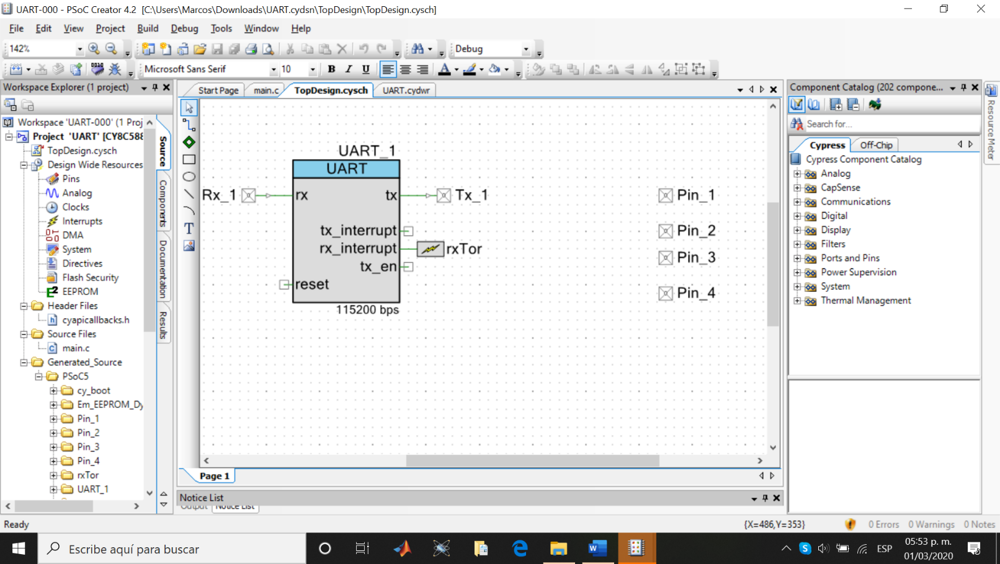 UART-000 - PSoC Creator 4.2 [C:\Users\Marcos\Downloads\UART.cydsn\TopDesign\TopDesign.cysch]
File Edit View Project Build Debug Tools Window Help
142% Debug
Microsoft Sans Serif 10 B I U A
Workspace Explorer (1 project)
Workspace 'UART-000' (1 Proj
Project 'UART' [CY8C588
TopDesign.cysch
Design Wide Resources
Pins
Analog
Clocks
Interrupts
DMA
System
Directives
Flash Security
EEPROM
Header Files
cyapicallbacks.h
Source Files
main.c
Generated_Source
PSoC5
cy_boot
Em_EEPROM_Dy
Pin_1
Pin_2
Pin_3
Pin_4
rxTor
UART_1
Source
Components
Documentation
Results
Start Page main.c TopDesign.cysch UART.cydwr
UART_1
UART
Rx_1 rx tx Tx_1
tx_interrupt
rx_interrupt rxTor
tx_en
reset
115200 bps
Pin_1
Pin_2
Pin_3
Pin_4
Page 1
Notice List
Output Notice List
Component Catalog (202 compone...
Search for...
Cypress Off-Chip
Cypress Component Catalog
Analog
CapSense
Communications
Digital
Display
Filters
Ports and Pins
Power Supervision
System
Thermal Management
Resource Meter
Ready {X=486,Y=353} 0 Errors 0 Warnings 0 Notes
Escribe aquí para buscar
ESP
05:53 p. m.
01/03/2020